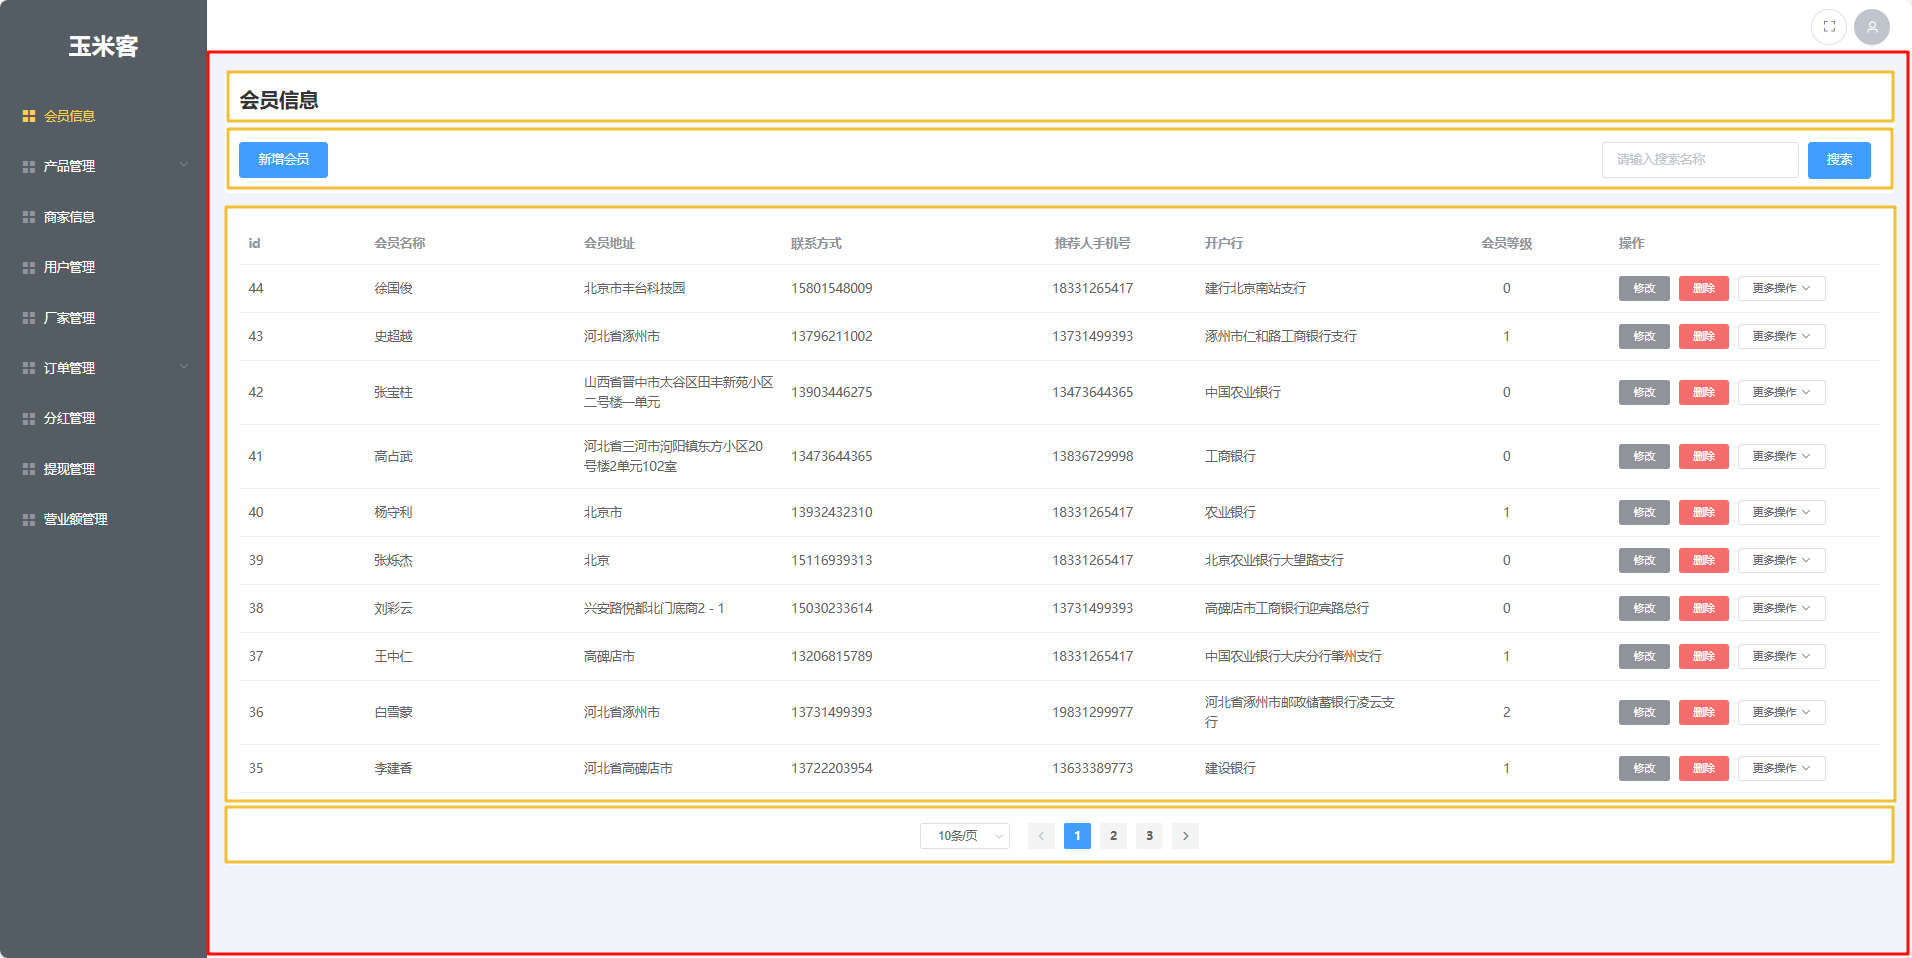 玉米客
会员信息
产品管理
商家信息
用户管理
厂家管理
订单管理
分红管理
提现管理
营业额管理
会员信息
新增会员
请输入搜索名称 搜索
id 会员名称 会员地址 联系方式 推荐人手机号 开户行 会员等级 操作
44 徐国俊 北京市丰台科技园 15801548009 18331265417 建行北京南站支行 0 修改 删除 更多操作
43 史超越 河北省涿州市 13796211002 13731499393 涿州市仁和路工商银行支行 1 修改 删除 更多操作
42 张宝柱 山西省晋中市太谷区田丰新苑小区
二号楼一单元 13903446275 13473644365 中国农业银行 0 修改 删除 更多操作
41 高占武 河北省三河市泃阳镇东方小区20
号楼2单元102室 13473644365 13836729998 工商银行 0 修改 删除 更多操作
40 杨守利 北京市 13932432310 18331265417 农业银行 1 修改 删除 更多操作
39 张烁杰 北京 15116939313 18331265417 北京农业银行大望路支行 0 修改 删除 更多操作
38 刘彩云 兴安路悦都北门底商2 - 1 15030233614 13731499393 高碑店市工商银行迎宾路总行 0 修改 删除 更多操作
37 王中仁 高碑店市 13206815789 18331265417 中国农业银行大庆分行肇州支行 1 修改 删除 更多操作
36 白雪蒙 河北省涿州市 13731499393 19831299977 河北省涿州市邮政储蓄银行凌云支
行 2 修改 删除 更多操作
35 李建香 河北省高碑店市 13722203954 13633389773 建设银行 1 修改 删除 更多操作
10条/页 1 2 3